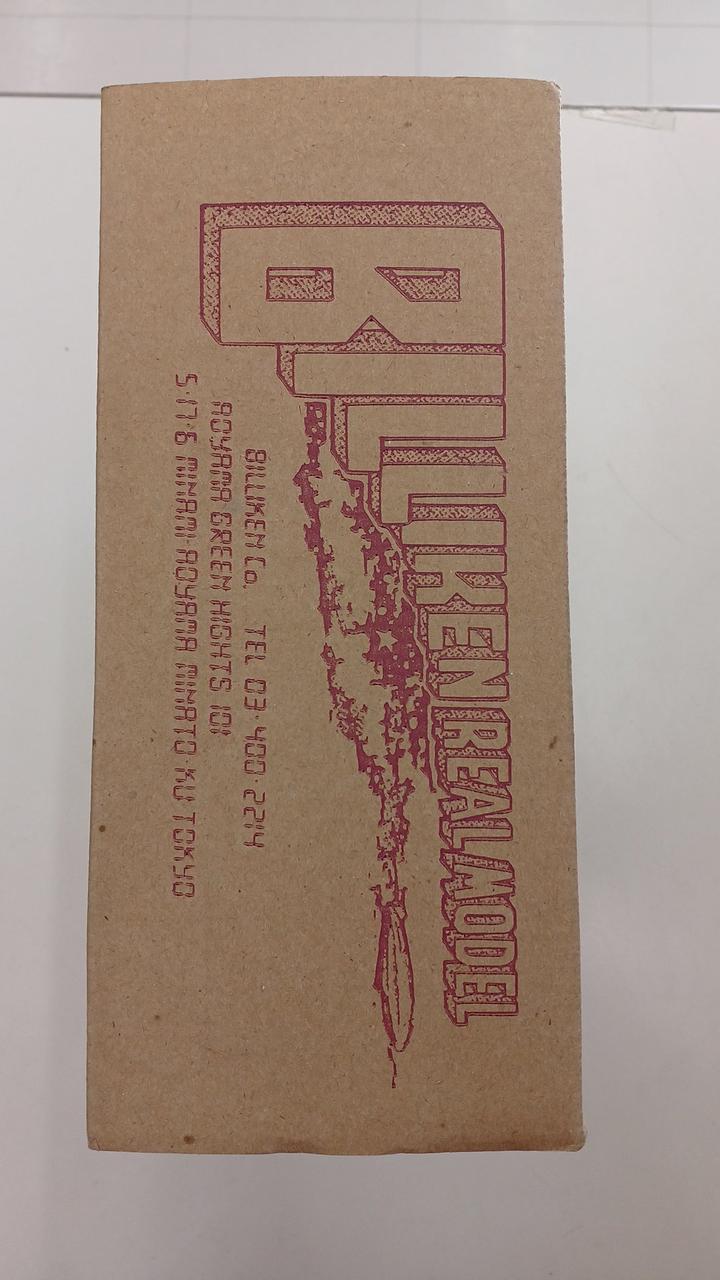 BILLIKEN REAL MODEL
BILLIKEN Co. TEL 03·400·2214
AOYAMA GREEN HIGHTS 101
5·17·6 MINAMI·AOYAMA MINATO·KU TOKYO